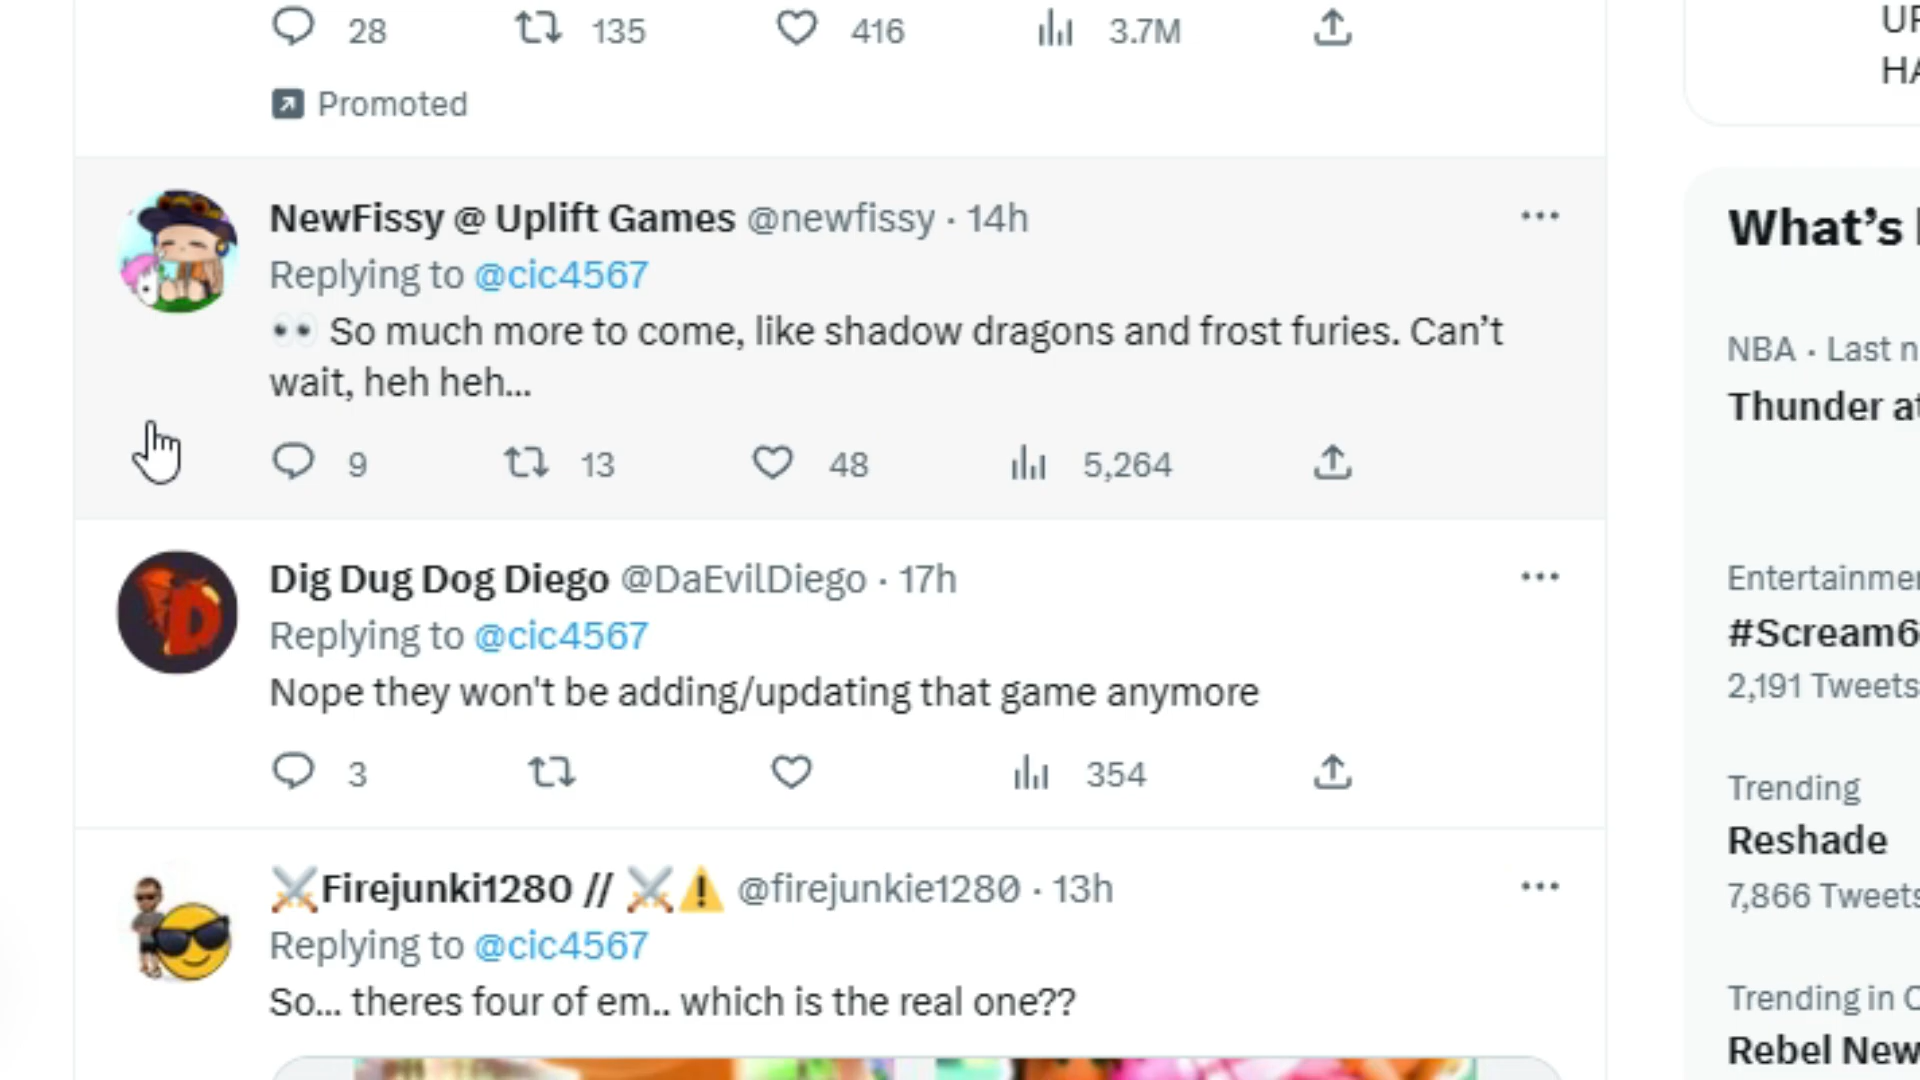 28 135 416 3.7M
Promoted
NewFissy @ Uplift Games @newfissy · 14h
Replying to @cic4567
👀 So much more to come, like shadow dragons and frost furies. Can’t
wait, heh heh...
9 13 48 5,264
Dig Dug Dog Diego @DaEvilDiego · 17h
Replying to @cic4567
Nope they won't be adding/updating that game anymore
3 354
⚔️Firejunki1280 // ⚔️⚠️ @firejunkie1280 · 13h
Replying to @cic4567
So... theres four of em.. which is the real one??
What’s
NBA · Last n
Thunder at
Entertainmen
#Scream6
2,191 Tweets
Trending
Reshade
7,866 Tweets
Trending in C
Rebel New